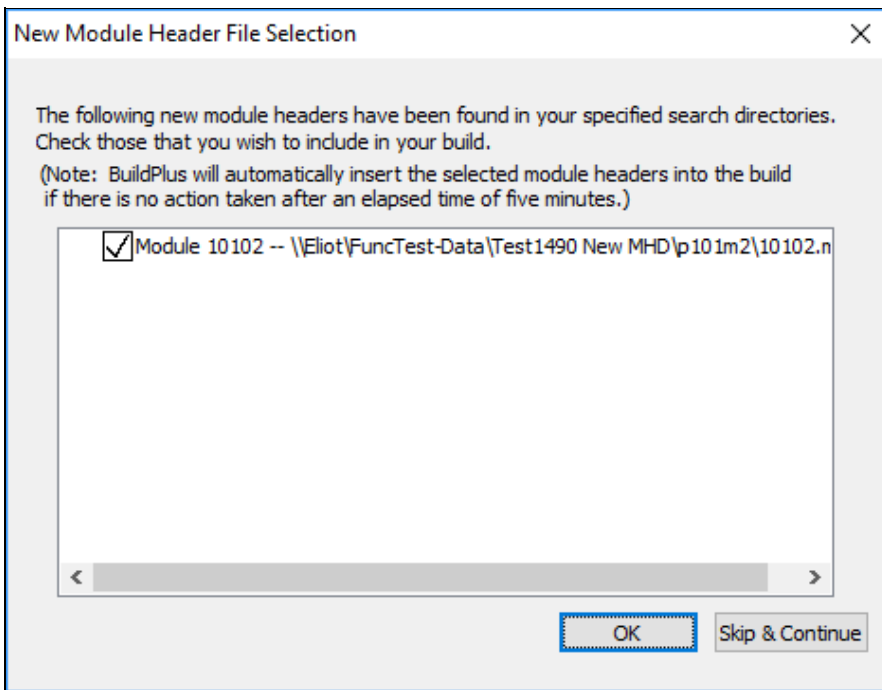 New Module Header File Selection
The following new module headers have been found in your specified search directories.
Check those that you wish to include in your build.
(Note:  BuildPlus will automatically insert the selected module headers into the build
if there is no action taken after an elapsed time of five minutes.)
Module 10102 -- \\Eliot\FuncTest-Data\Test1490 New MHD\p101m2\10102.m
OK
Skip & Continue